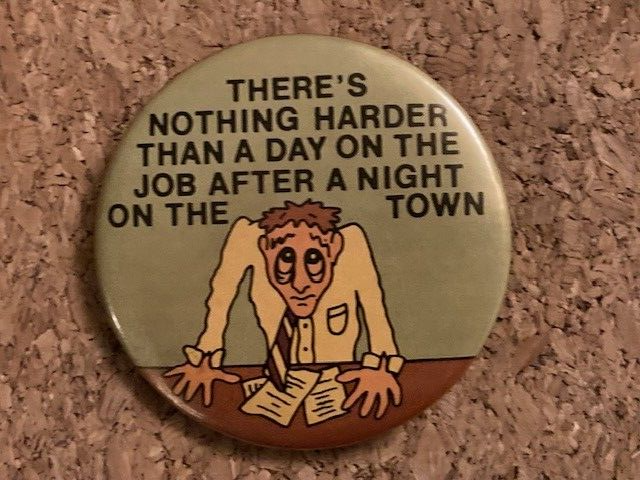 THERE'S
NOTHING HARDER
THAN A DAY ON THE
JOB AFTER A NIGHT
ON THE TOWN